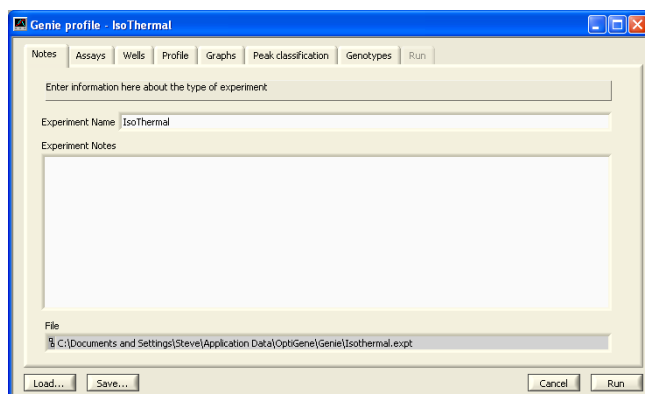 Genie profile - IsoThermal
Notes Assays Wells Profile Graphs Peak classification Genotypes Run
Enter information here about the type of experiment
Experiment Name IsoThermal
Experiment Notes
File
C:\Documents and Settings\Steve\Application Data\OptiGene\Genie\Isothermal.expt
Load... Save... Cancel Run